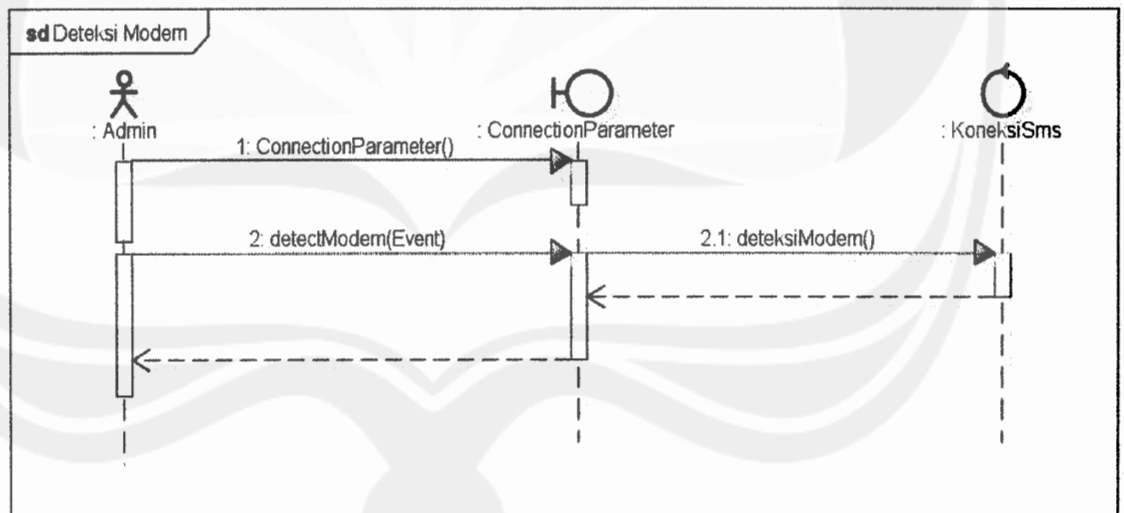 sd Deteksi Modem
: Admin
: ConnectionParameter
: KoneksiSms
1: ConnectionParameter()
2: detectModem(Event)
2.1: deteksiModem()